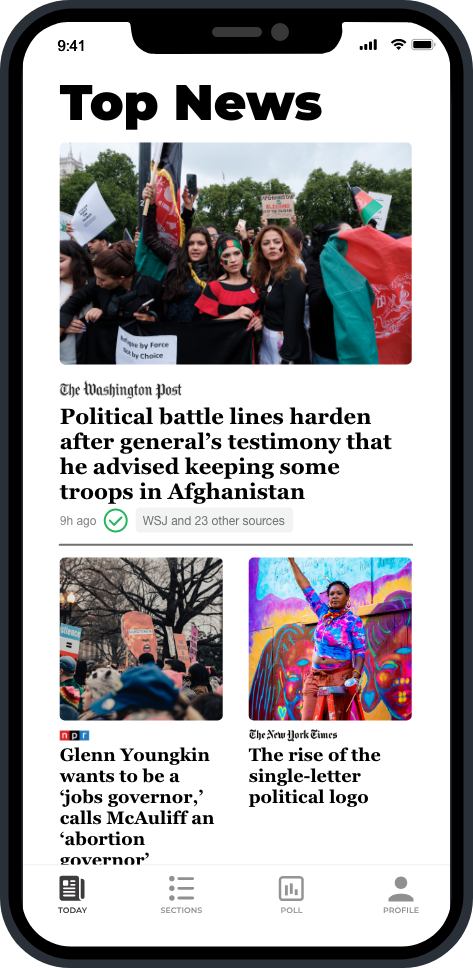 9:41
Top News
AFGHANISTAN
IS
BLEEDING
Refugee by Force
Not by Choice
The Washington Post
Political battle lines harden
after general’s testimony that
he advised keeping some
troops in Afghanistan
9h ago
WSJ and 23 other sources
npr
Glenn Youngkin
wants to be a
‘jobs governor,’
calls McAuliff an
‘abortion
governor’
The New York Times
The rise of the
single-letter
political logo
TODAY
SECTIONS
POLL
PROFILE